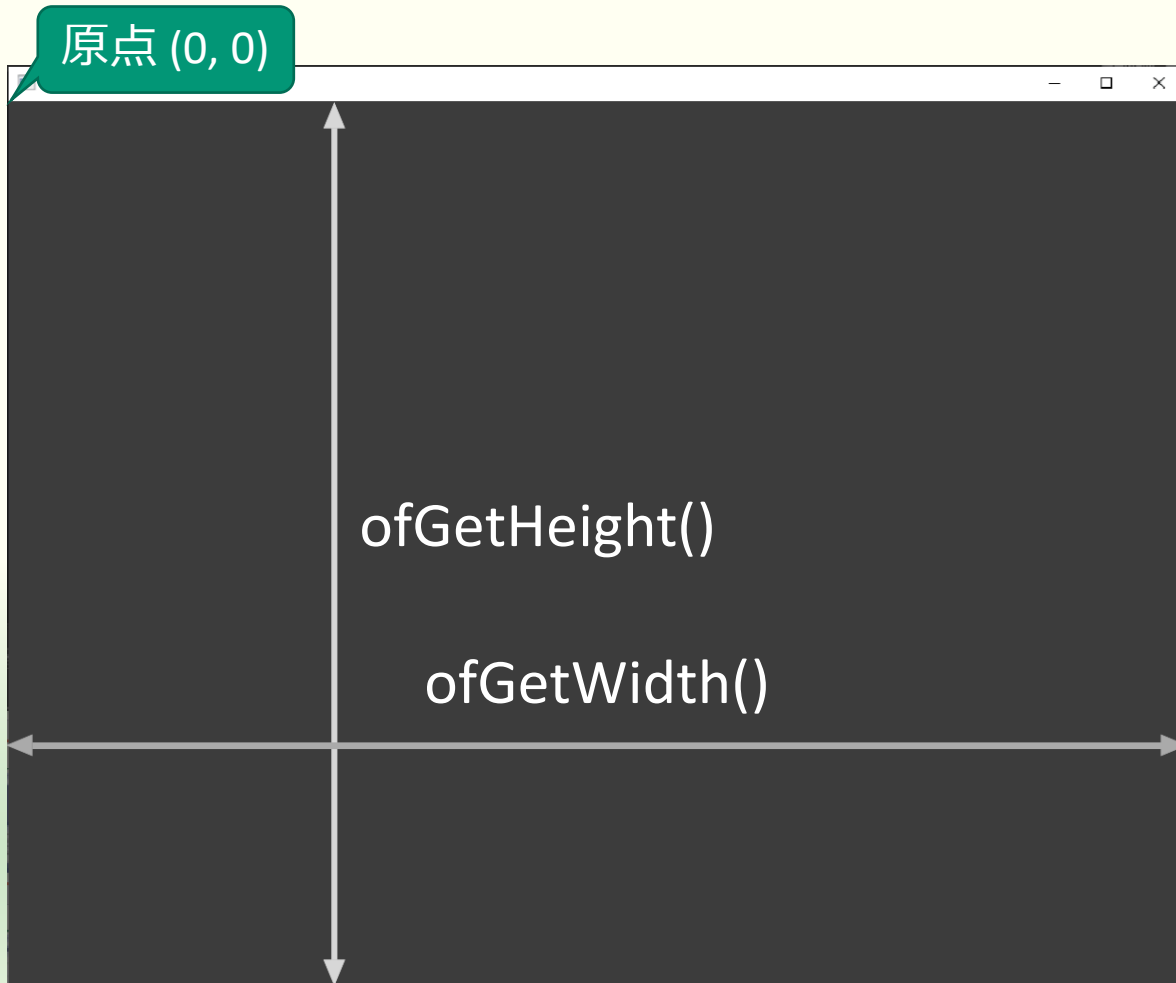 原点 (0, 0)
ofGetHeight()
ofGetWidth()